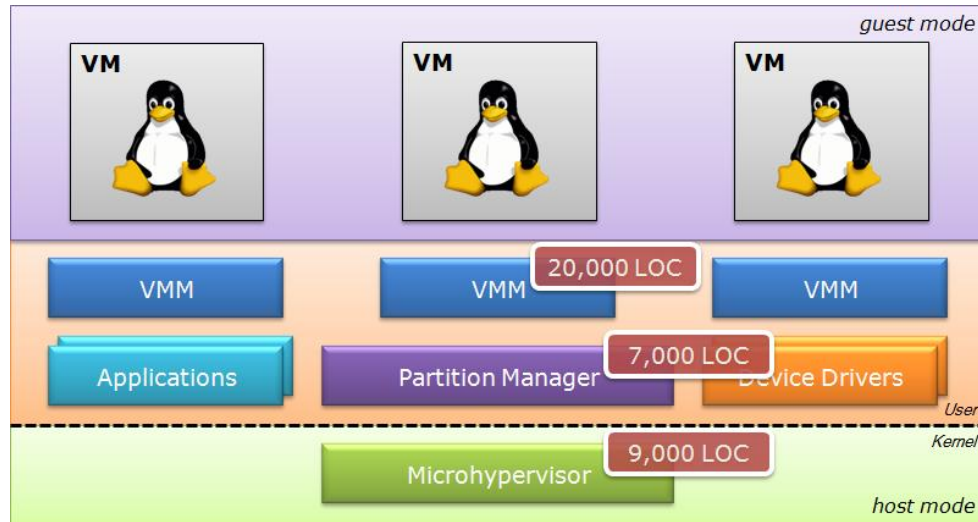 guest mode
VM
VM
VM
VMM
VMM
20,000 LOC
VMM
Applications
Partition Manager
7,000 LOC
Device Drivers
User
Kernel
Microhypervisor
9,000 LOC
host mode